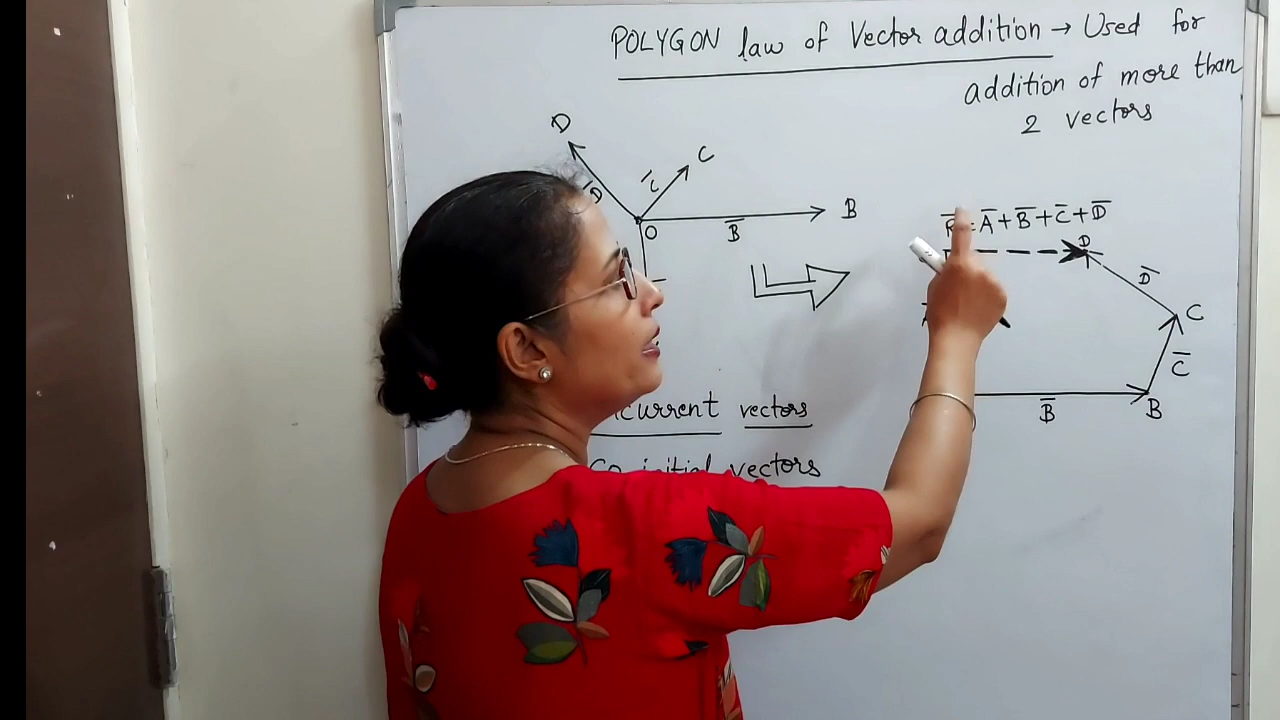 POLYGON law of Vector addition → Used for
addition of more than
2 vectors
D
C
C̅
D̅
B
O
B̅
R̅ = A̅ + B̅ + C̅ + D̅
D
D̅
C
C̅
B̅
B
vectors
vectors